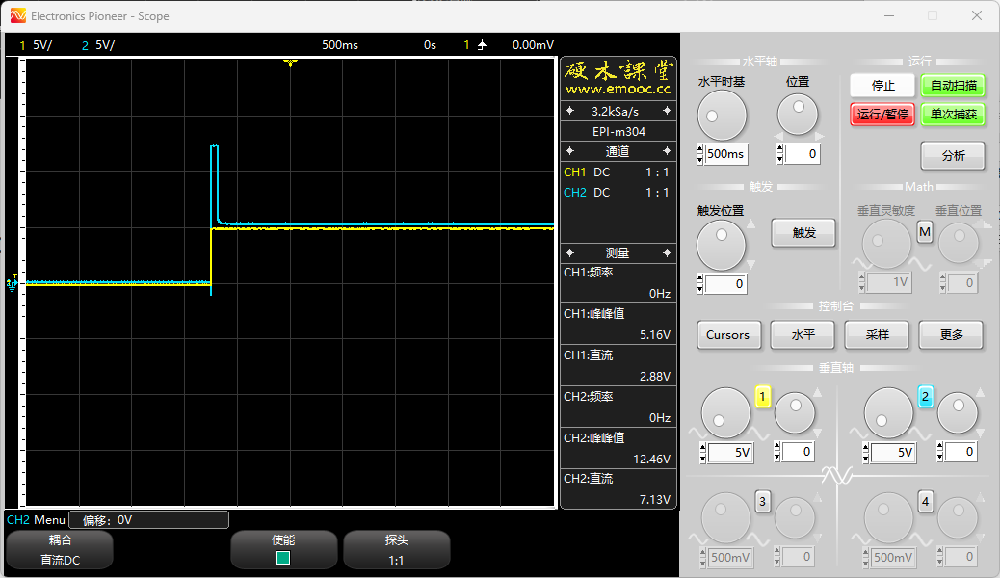 Electronics Pioneer - Scope
1 5V/ 2 5V/ 500ms 0s 1 0.00mV
硬木課堂
www.emooc.cc
3.2kSa/s
EPI-m304
通道
CH1 DC 1 : 1
CH2 DC 1 : 1
测量
CH1:频率
0Hz
CH1:峰峰值
5.16V
CH1:直流
2.88V
CH2:频率
0Hz
CH2:峰峰值
12.46V
CH2:直流
7.13V
T
CH2 Menu 偏移: 0V
耦合
直流DC
使能
探头
1:1
水平轴
水平时基 位置
500ms 0
运行
停止 自动扫描
运行/暂停 单次捕获
分析
触发
触发位置
触发
0
Math
垂直灵敏度 垂直位置
M
1V 0
控制台
Cursors 水平 采样 更多
垂直轴
1 2
5V 0 5V 0
3 4
500mV 0 500mV 0